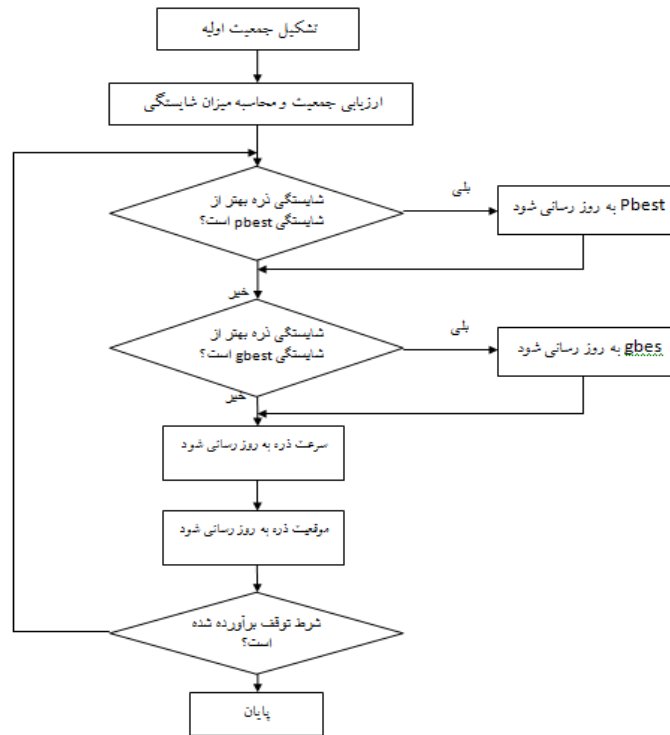 تشکیل جمعیت اولیه
ارزیابی جمعیت و محاسبه میزان شایستگی
شایستگی ذره بهتر از
شایستگی pbest است؟
بلی
Pbest به روز رسانی شود
خیر
شایستگی ذره بهتر از
شایستگی gbest است؟
بلی
gbes به روز رسانی شود
خیر
سرعت ذره به روز رسانی شود
موقعیت ذره به روز رسانی شود
شرط توقف برآورده شده
است؟
پایان